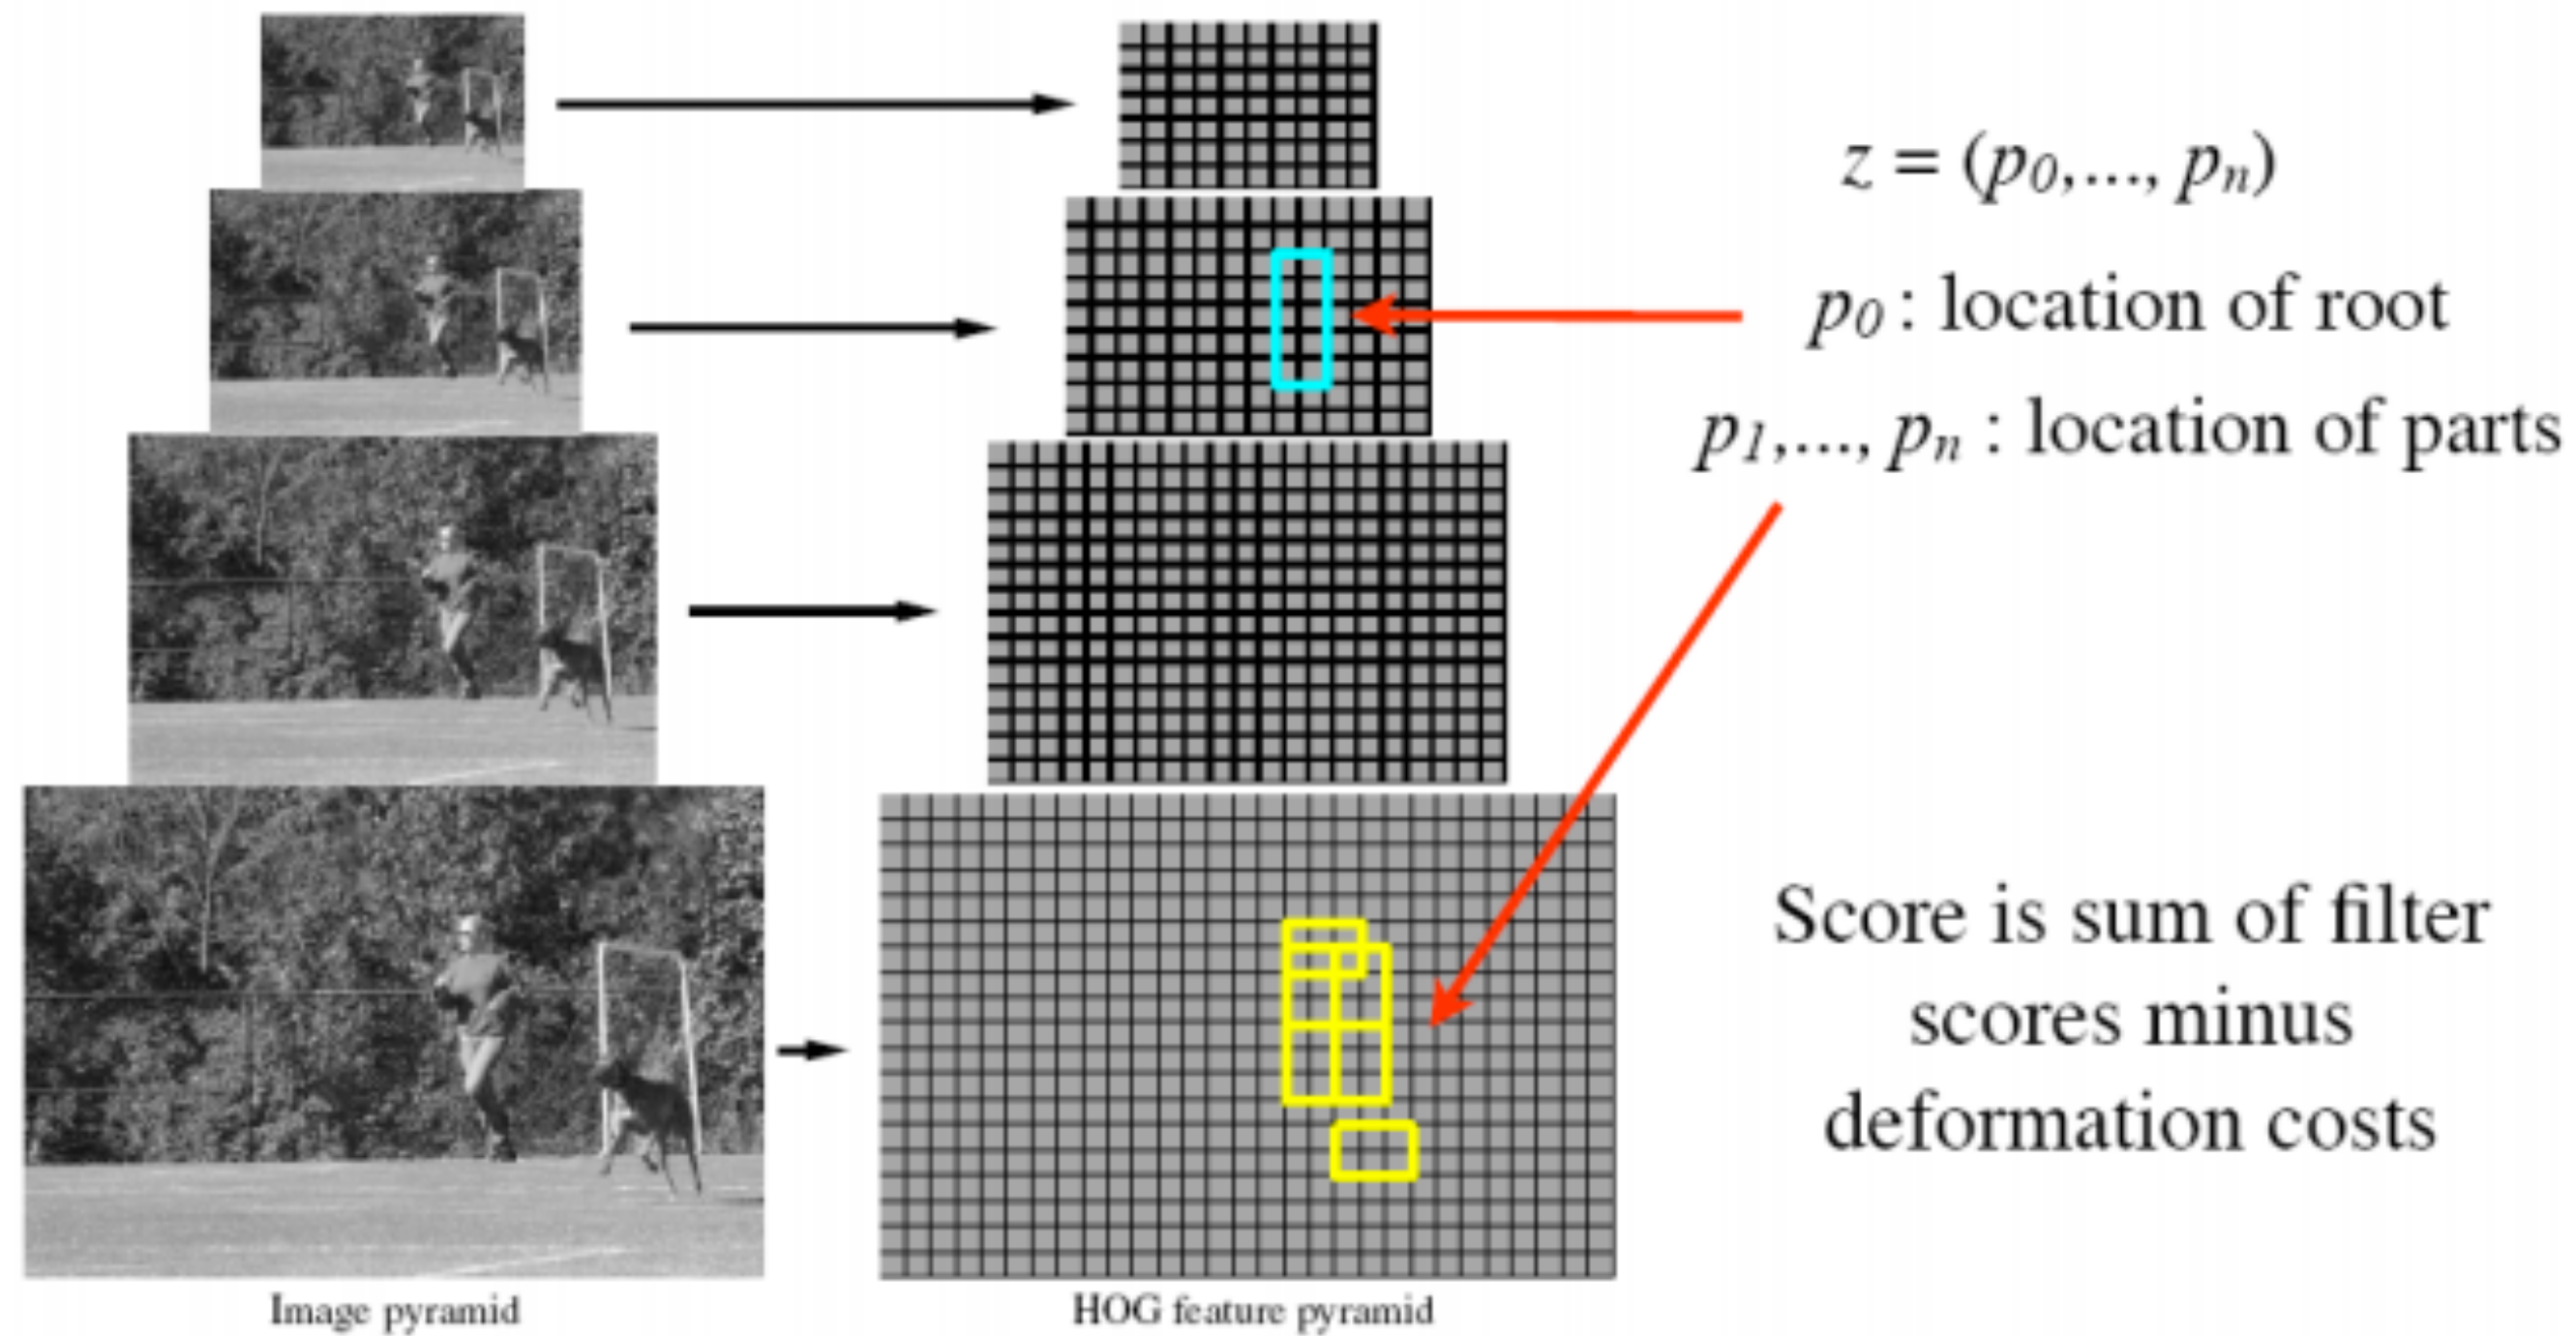 z = (p₀,..., pₙ)
p₀ : location of root
p₁,..., pₙ : location of parts
Score is sum of filter
scores minus
deformation costs
Image pyramid
HOG feature pyramid